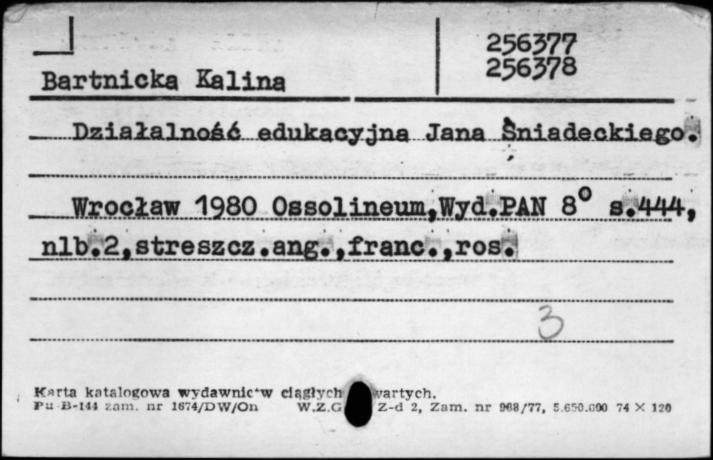 256377
256378
Bartnicka Kalina
Działalność edukacyjna Jana Śniadeckiego.
Wrocław 1980 Ossolineum,Wyd.PAN 8° s.444,
nlb.2,streszcz.ang.,franc.,ros.
3
Karta katalogowa wydawnictw ciągłych wartych.
Pu B-144 zam. nr 1674/DW/On W.Z.G Z-d 2, Zam. nr 968/77, 5.650.000 74 × 120